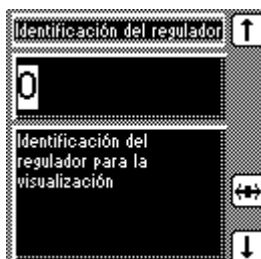 Identificación del regulador
0
Identificación del
regulador para la
visualización